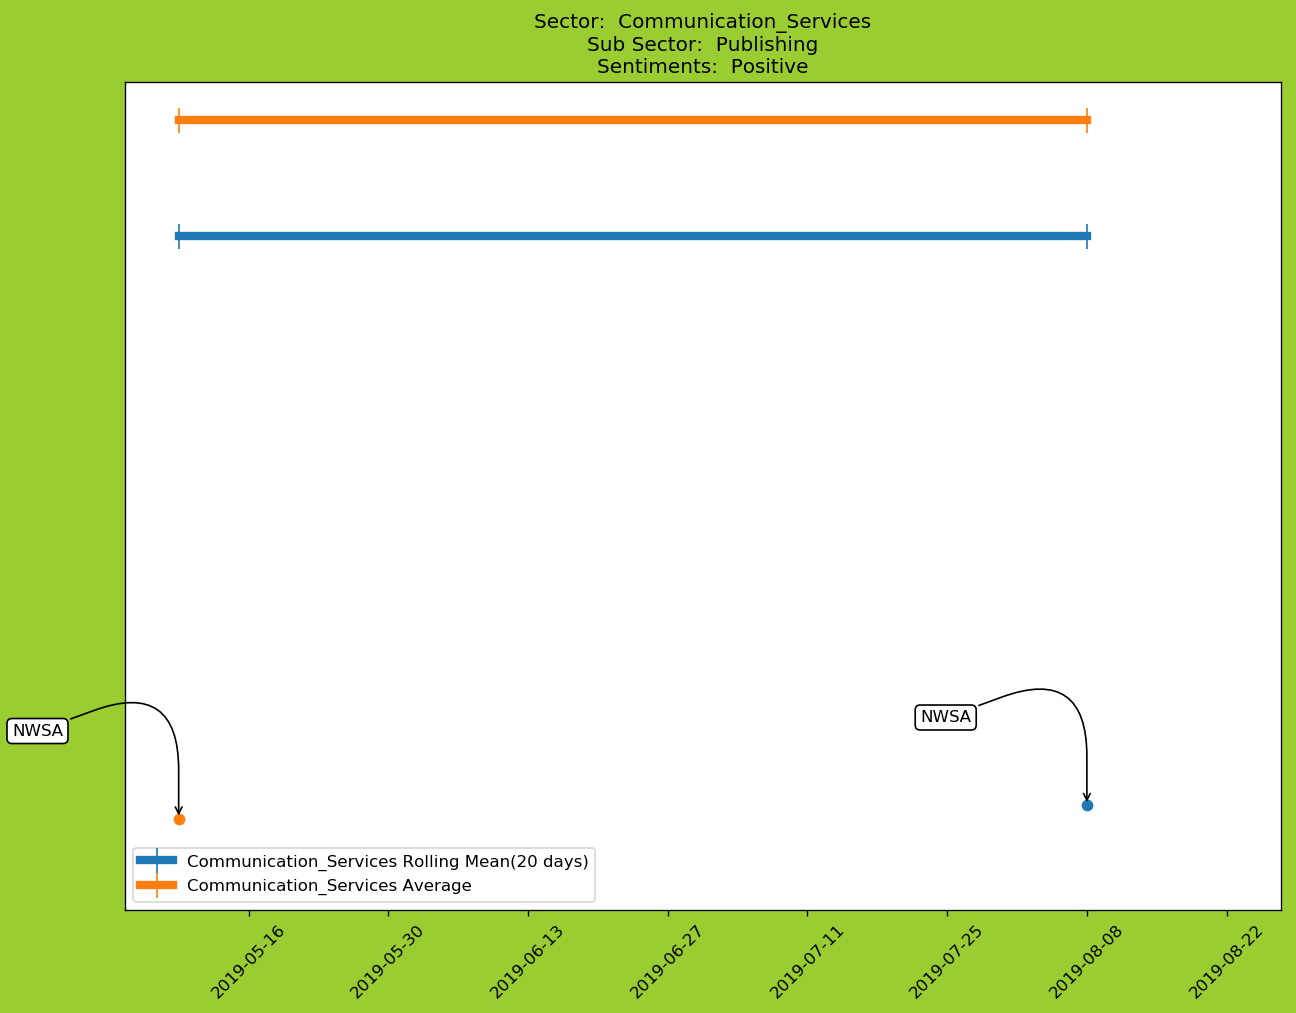 Sector:  Communication_Services
Sub Sector:  Publishing
Sentiments:  Positive
NWSA
NWSA
Communication_Services Rolling Mean(20 days)
Communication_Services Average
2019-05-16
2019-05-30
2019-06-13
2019-06-27
2019-07-11
2019-07-25
2019-08-08
2019-08-22